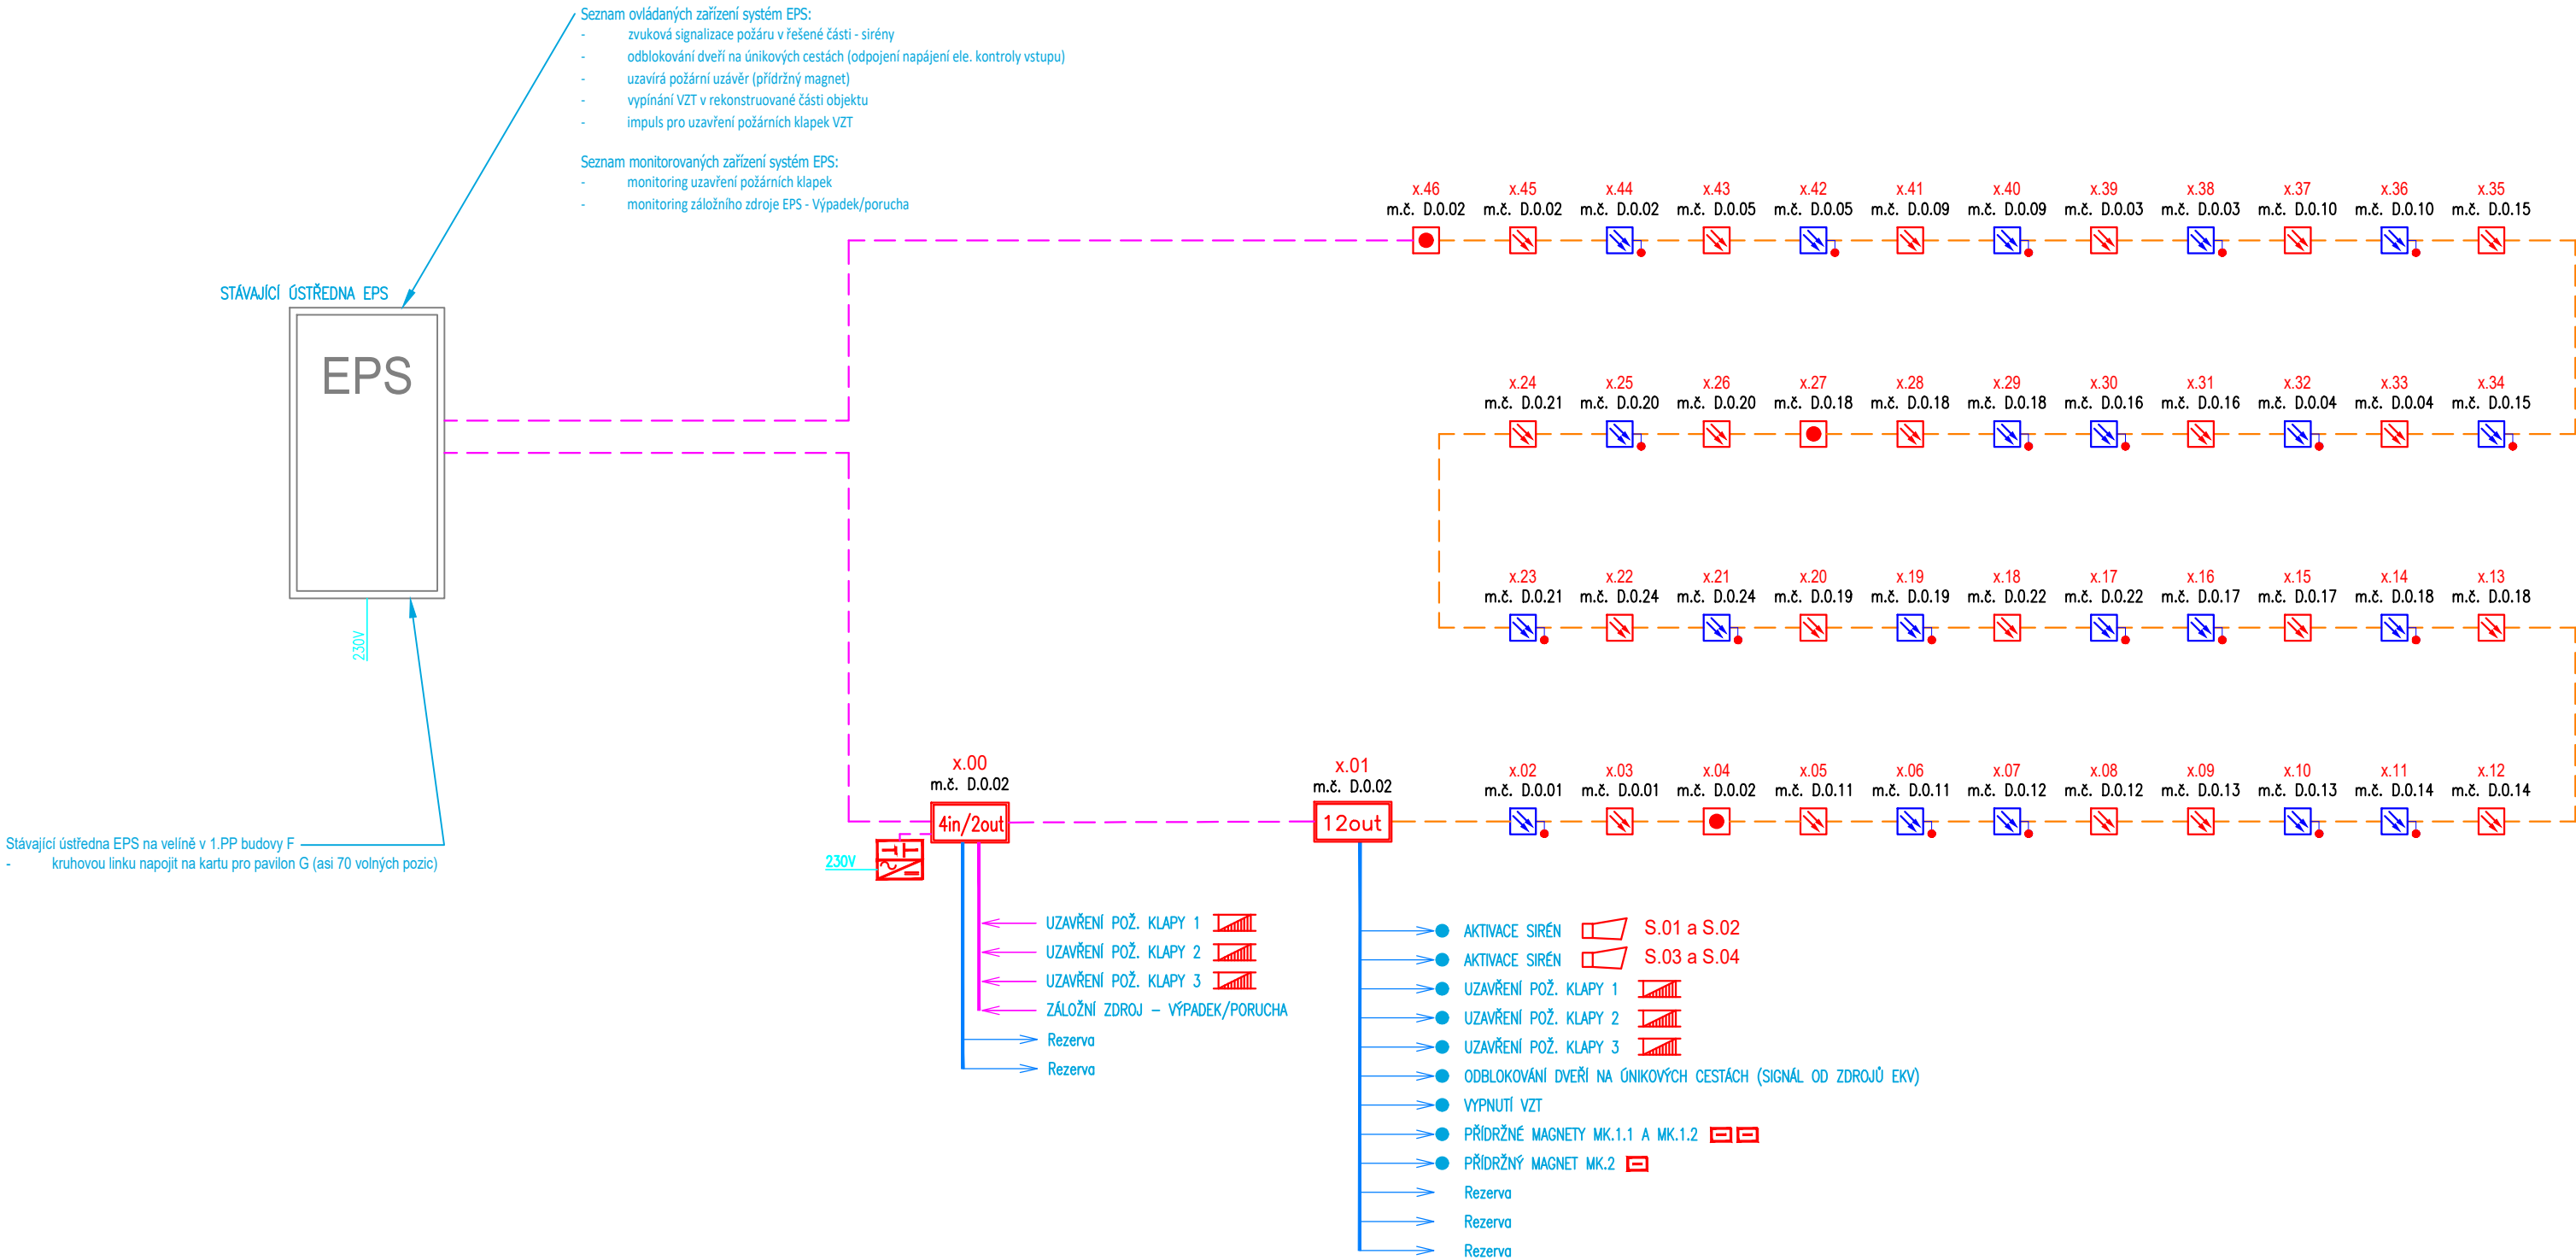 Seznam ovládaných zařízení systém EPS:
- zvuková signalizace požáru v řešené části - sirény
- odblokování dveří na únikových cestách (odpojení napájení ele. kontroly vstupu)
- uzavírá požární uzávěr (přídržný magnet)
- vypínání VZT v rekonstruované části objektu
- impuls pro uzavření požárních klapek VZT
Seznam monitorovaných zařízení systém EPS:
- monitoring uzavření požárních klapek
- monitoring záložního zdroje EPS - Výpadek/porucha
x.46 x.45 x.44 x.43 x.42 x.41 x.40 x.39 x.38 x.37 x.36 x.35
m.č. D.0.02 m.č. D.0.02 m.č. D.0.02 m.č. D.0.05 m.č. D.0.05 m.č. D.0.09 m.č. D.0.09 m.č. D.0.03 m.č. D.0.03 m.č. D.0.10 m.č. D.0.10 m.č. D.0.15
STÁVAJÍCÍ ÚSTŘEDNA EPS
EPS
230V
x.24 x.25 x.26 x.27 x.28 x.29 x.30 x.31 x.32 x.33 x.34
m.č. D.0.21 m.č. D.0.20 m.č. D.0.20 m.č. D.0.18 m.č. D.0.18 m.č. D.0.18 m.č. D.0.16 m.č. D.0.16 m.č. D.0.04 m.č. D.0.04 m.č. D.0.15
x.23 x.22 x.21 x.20 x.19 x.18 x.17 x.16 x.15 x.14 x.13
m.č. D.0.21 m.č. D.0.24 m.č. D.0.24 m.č. D.0.19 m.č. D.0.19 m.č. D.0.22 m.č. D.0.22 m.č. D.0.17 m.č. D.0.17 m.č. D.0.18 m.č. D.0.18
x.00
m.č. D.0.02
4in/2out
x.01
m.č. D.0.02
12out
x.02 x.03 x.04 x.05 x.06 x.07 x.08 x.09 x.10 x.11 x.12
m.č. D.0.01 m.č. D.0.01 m.č. D.0.02 m.č. D.0.11 m.č. D.0.11 m.č. D.0.12 m.č. D.0.12 m.č. D.0.13 m.č. D.0.13 m.č. D.0.14 m.č. D.0.14
Stávající ústředna EPS na velíně v 1.PP budovy F
- kruhovou linku napojit na kartu pro pavilon G (asi 70 volných pozic)
230V
UZAVŘENÍ POŽ. KLAPY 1
UZAVŘENÍ POŽ. KLAPY 2
UZAVŘENÍ POŽ. KLAPY 3
ZÁLOŽNÍ ZDROJ – VÝPADEK/PORUCHA
Rezerva
Rezerva
AKTIVACE SIRÉN S.01 a S.02
AKTIVACE SIRÉN S.03 a S.04
UZAVŘENÍ POŽ. KLAPY 1
UZAVŘENÍ POŽ. KLAPY 2
UZAVŘENÍ POŽ. KLAPY 3
ODBLOKOVÁNÍ DVEŘÍ NA ÚNIKOVÝCH CESTÁCH (SIGNÁL OD ZDROJŮ EKV)
VYPNUTÍ VZT
PŘÍDRŽNÉ MAGNETY MK.1.1 A MK.1.2
PŘÍDRŽNÝ MAGNET MK.2
Rezerva
Rezerva
Rezerva